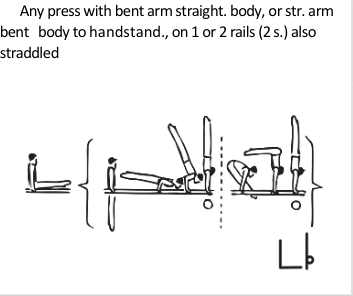 Any press with bent arm straight. body, or str. arm
bent body to handstand., on 1 or 2 rails (2 s.) also
straddled